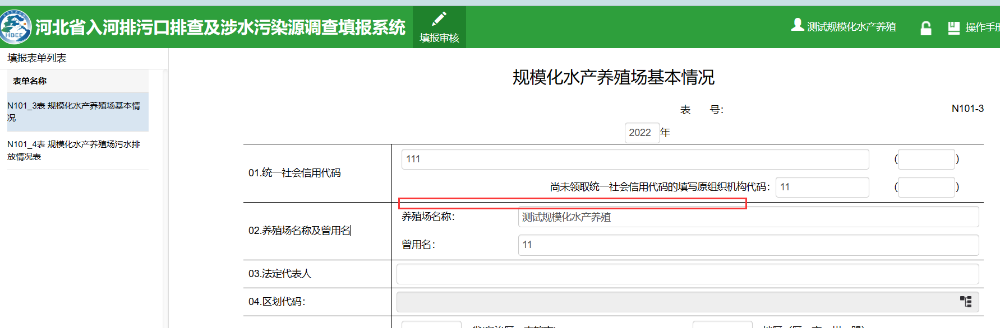 河北省入河排污口排查及涉水污染源调查填报系统
HBEE
填报审核
测试规模化水产养殖
操作手册
填报表单列表
表单名称
N101_3表 规模化水产养殖场基本情
况
N101_4表 规模化水产养殖场污水排
放情况表
规模化水产养殖场基本情况
表 号：
N101-3
2022 年
01.统一社会信用代码
111
( )
尚未领取统一社会信用代码的填写原组织机构代码： 11
( )
02.养殖场名称及曾用名
养殖场名称： 测试规模化水产养殖
曾用名： 11
03.法定代表人
04.区划代码：